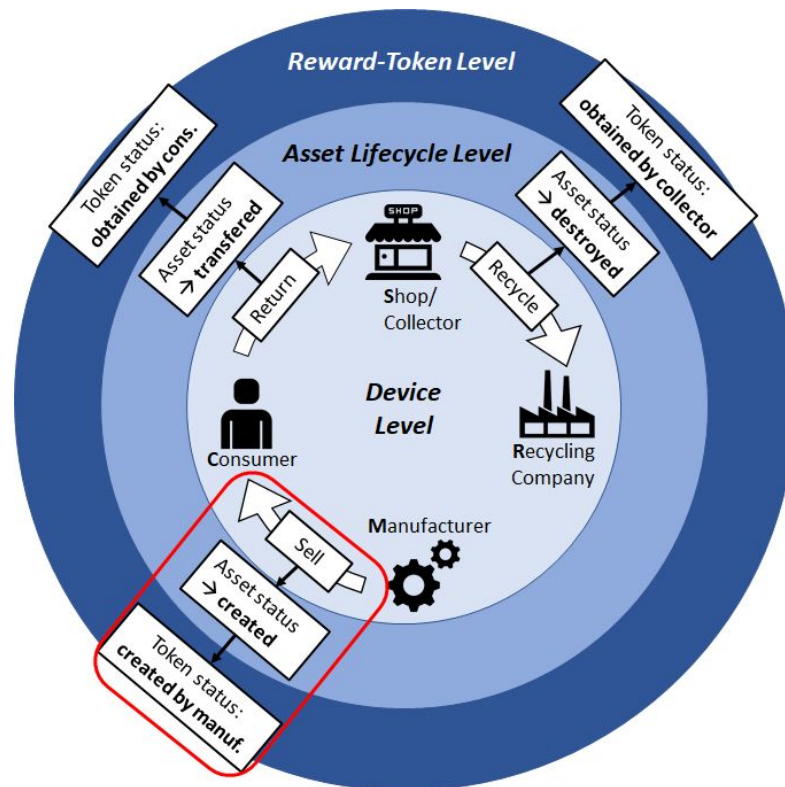 Reward-Token Level
Token status:
obtained by cons.
Token status:
obtained by collector
Asset Lifecycle Level
Asset status
→ transferred
Asset status
→ destroyed
SHOP
Return
Recycle
Shop/
Collector
Device
Level
Consumer
Recycling
Company
Manufacturer
Sell
Asset status
→ created
Token status:
created by manuf.